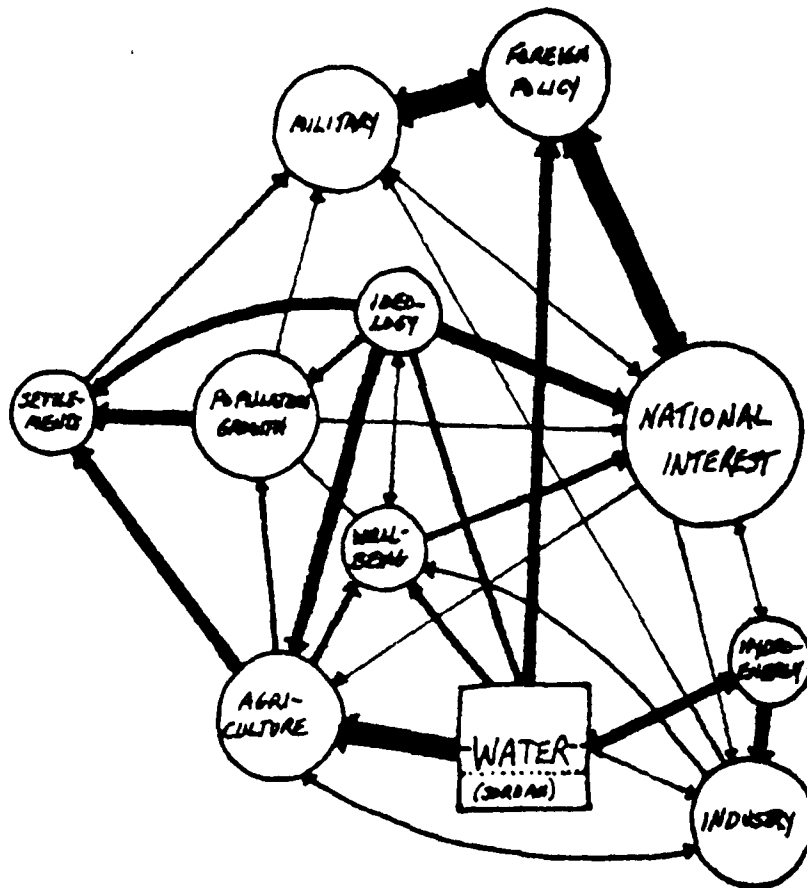 FOREIGN
POLICY
MILITARY
IDEO-
LOGY
SETTLE-
MENTS
POPULATION
GROWTH
NATIONAL
INTEREST
WELL-
BEING
HYDRO-
ENERGY
AGRI-
CULTURE
WATER
(JORDAN)
INDUSTRY